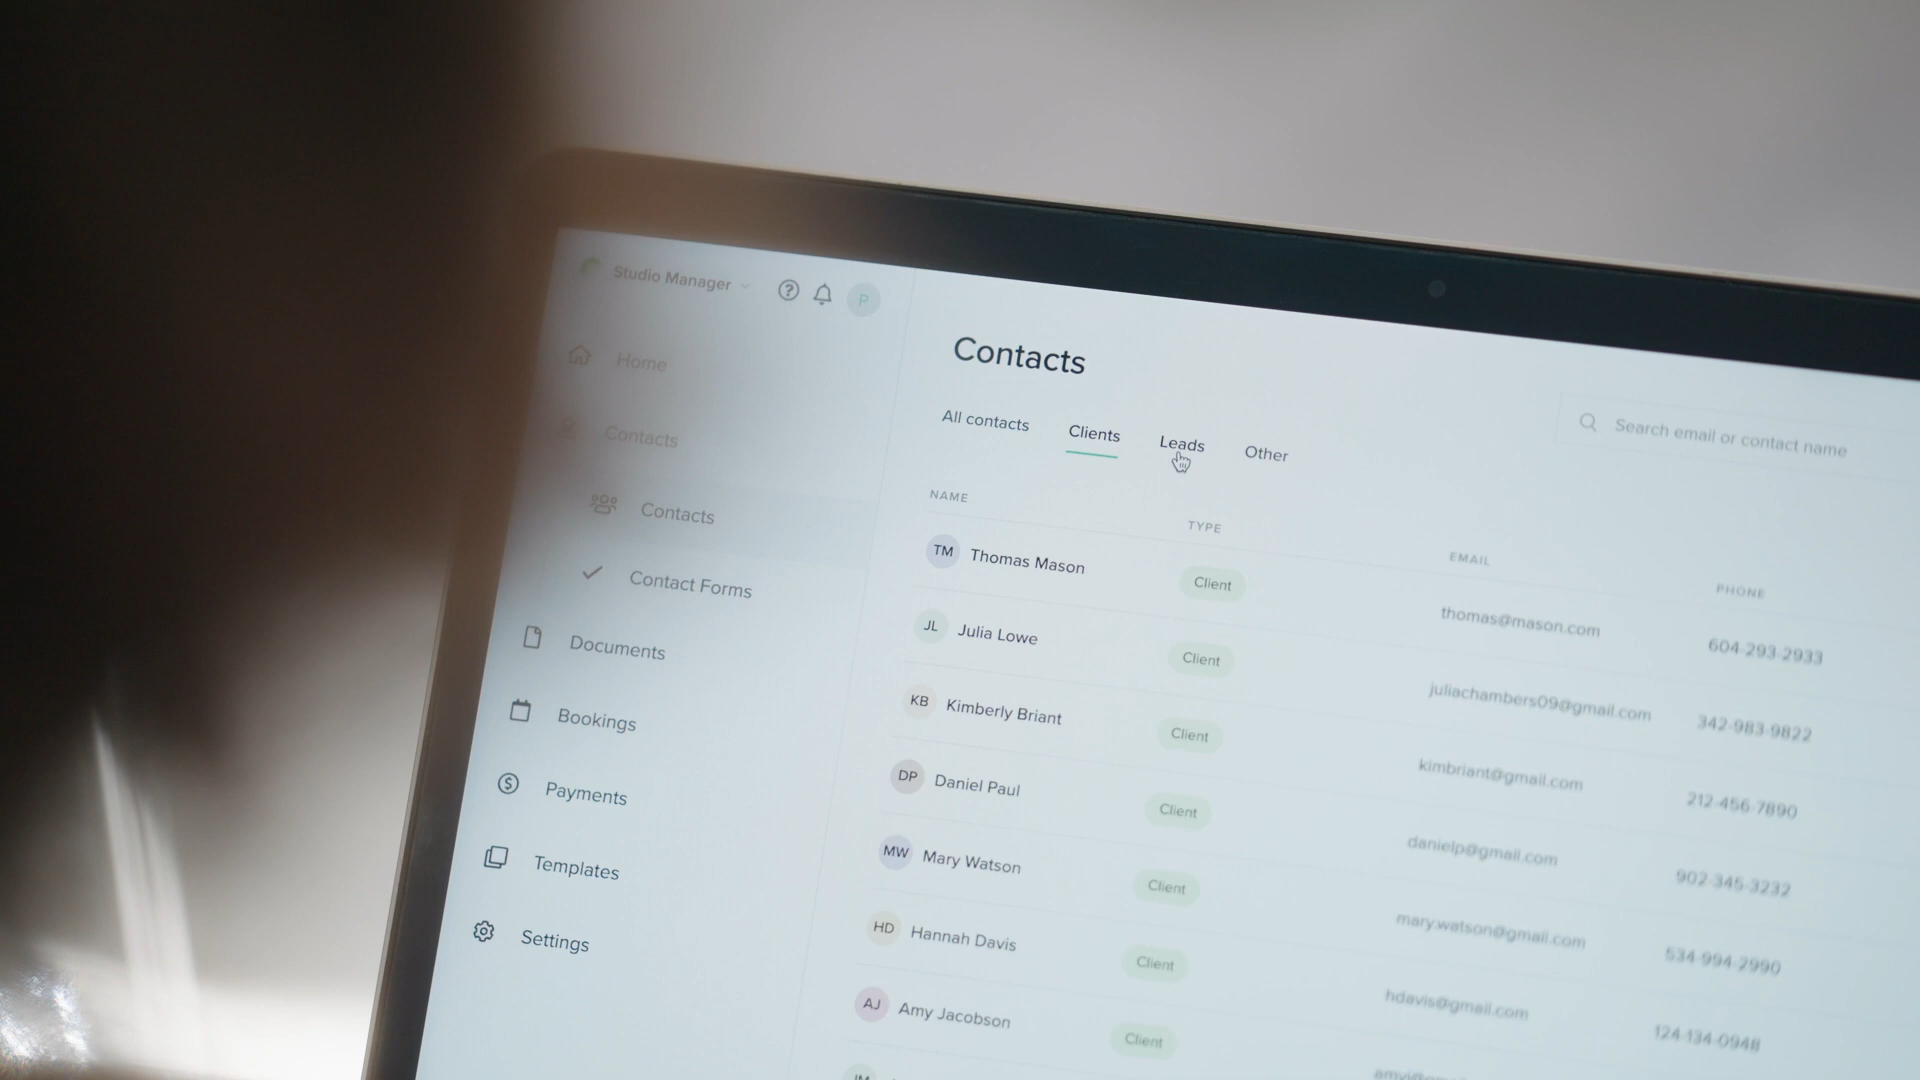 Studio Manager
P
Home
Contacts
Contacts
Contact Forms
Documents
Bookings
Payments
Templates
Settings
Contacts
All contacts Clients Leads Other
Search email or contact name
NAME TYPE EMAIL PHONE
TM Thomas Mason Client thomas@mason.com 604-293-2933
JL Julia Lowe Client juliachambers09@gmail.com 342-983-9822
KB Kimberly Briant Client kimbriant@gmail.com 212-456-7890
DP Daniel Paul Client danielp@gmail.com 902-345-3232
MW Mary Watson Client mary.watson@gmail.com 534-994-2990
HD Hannah Davis Client hdavis@gmail.com 124-134-0948
AJ Amy Jacobson Client